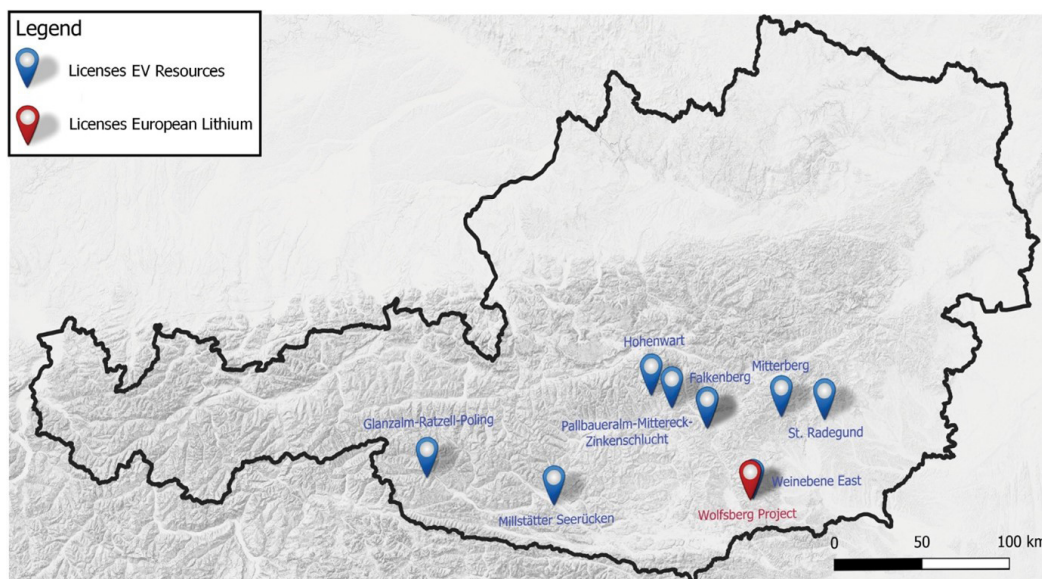 Legend
Licenses EV Resources
Licenses European Lithium
Hohenwart
Mitterberg
Falkenberg
Glanzalm-Ratzell-Poling
Pallbaueralm-Mittereck-
Zinkenschlucht
St. Radegund
Weinebene East
Millstätter Seerücken
Wolfsberg Project
0 50 100 km